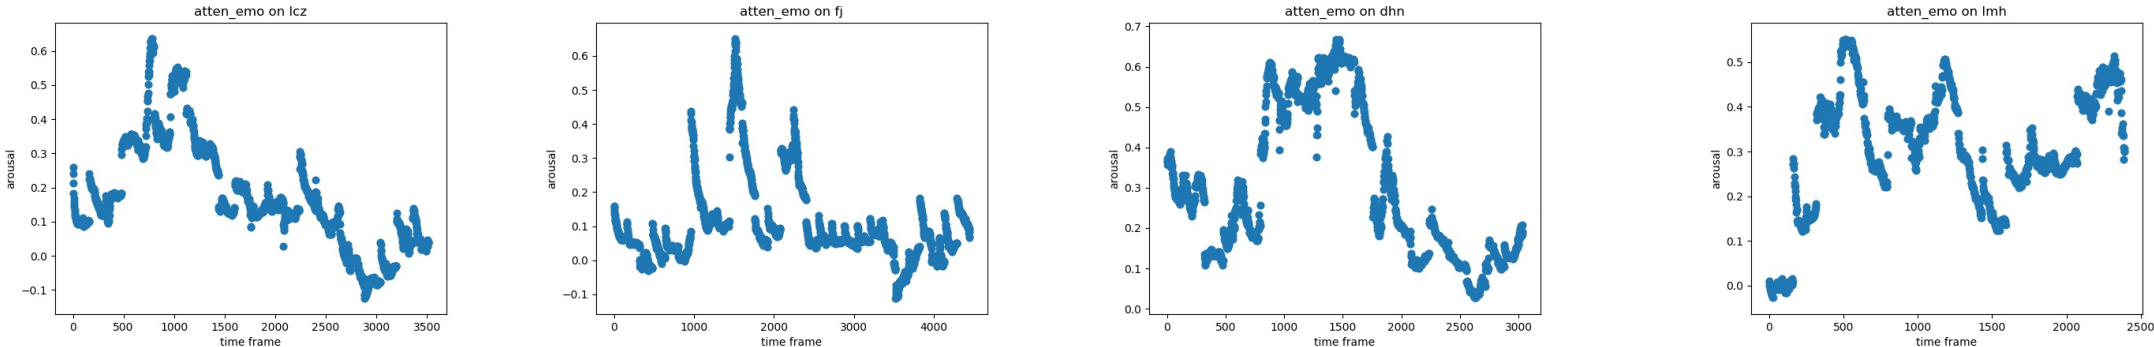 atten_emo on lcz
arousal
0.6
0.5
0.4
0.3
0.2
0.1
0.0
−0.1
0 500 1000 1500 2000 2500 3000 3500
time frame
atten_emo on fj
arousal
0.6
0.5
0.4
0.3
0.2
0.1
0.0
−0.1
0 1000 2000 3000 4000
time frame
atten_emo on dhn
arousal
0.7
0.6
0.5
0.4
0.3
0.2
0.1
0.0
0 500 1000 1500 2000 2500 3000
time frame
atten_emo on lmh
arousal
0.5
0.4
0.3
0.2
0.1
0.0
0 500 1000 1500 2000 2500
time frame